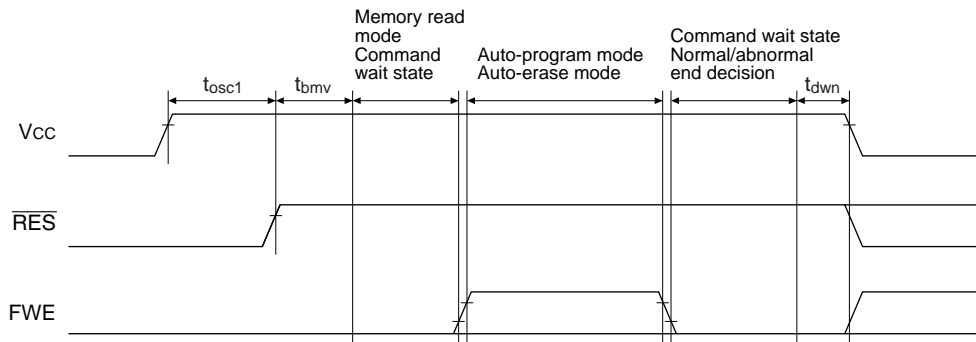 Memory read
mode
Command
wait state
Auto-program mode
Auto-erase mode
Command wait state
Normal/abnormal
end decision
tosc1
tbmv
tdwn
VCC
RES
FWE